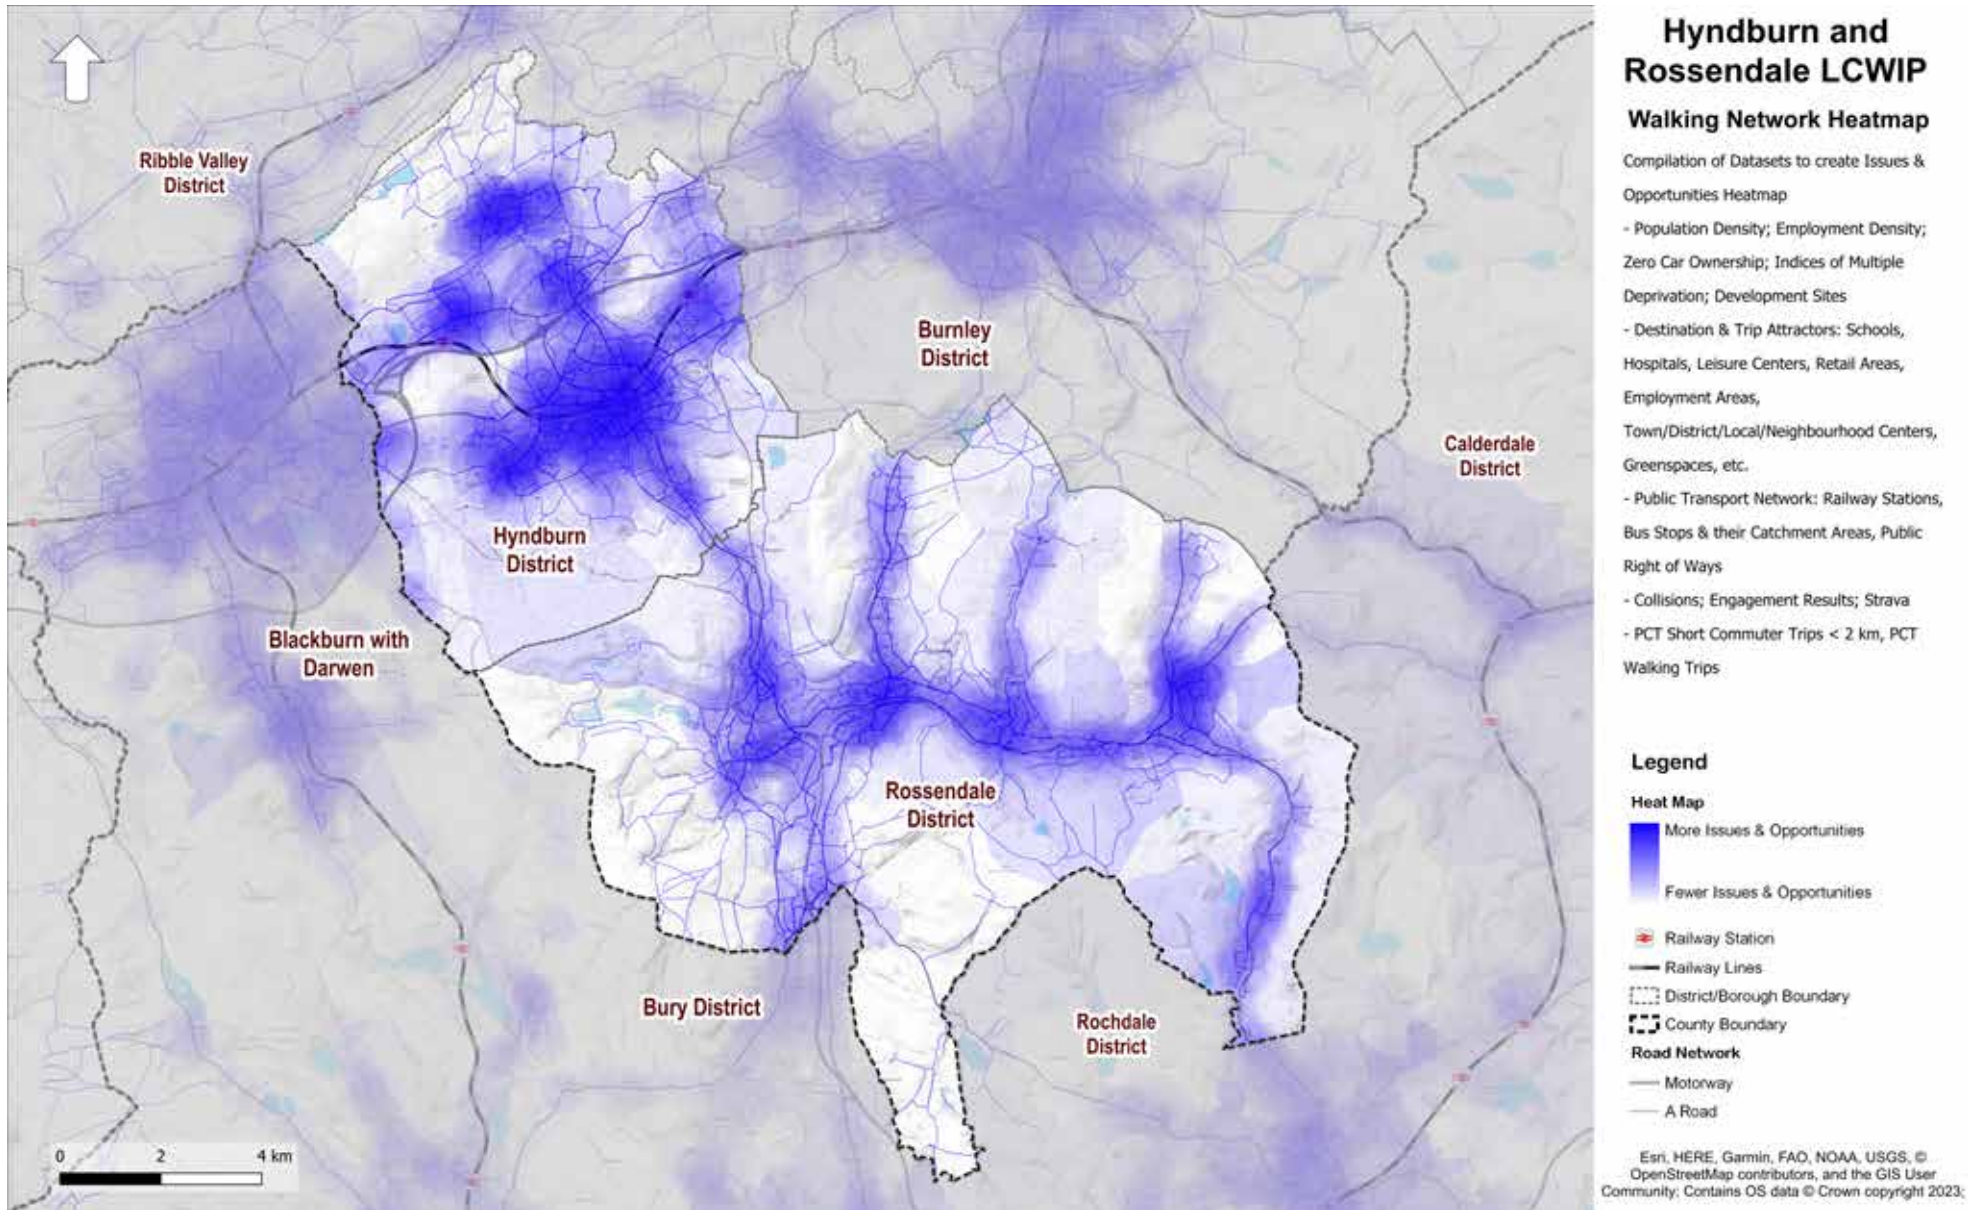 Hyndburn and
Rossendale LCWIP
Walking Network Heatmap
Compilation of Datasets to create Issues &
Opportunities Heatmap
- Population Density; Employment Density;
Zero Car Ownership; Indices of Multiple
Deprivation; Development Sites
- Destination & Trip Attractors: Schools,
Hospitals, Leisure Centers, Retail Areas,
Employment Areas,
Town/District/Local/Neighbourhood Centers,
Greenspaces, etc.
- Public Transport Network: Railway Stations,
Bus Stops & their Catchment Areas, Public
Right of Ways
- Collisions; Engagement Results; Strava
- PCT Short Commuter Trips < 2 km, PCT
Walking Trips
Legend
Heat Map
More Issues & Opportunities
Fewer Issues & Opportunities
Railway Station
Railway Lines
District/Borough Boundary
County Boundary
Road Network
Motorway
A Road
Esri, HERE, Garmin, FAO, NOAA, USGS, ©
OpenStreetMap contributors, and the GIS User
Community; Contains OS data © Crown copyright 2023;
Ribble Valley
District
Burnley
District
Calderdale
District
Hyndburn
District
Blackburn with
Darwen
Rossendale
District
Bury District
Rochdale
District
0 2 4 km